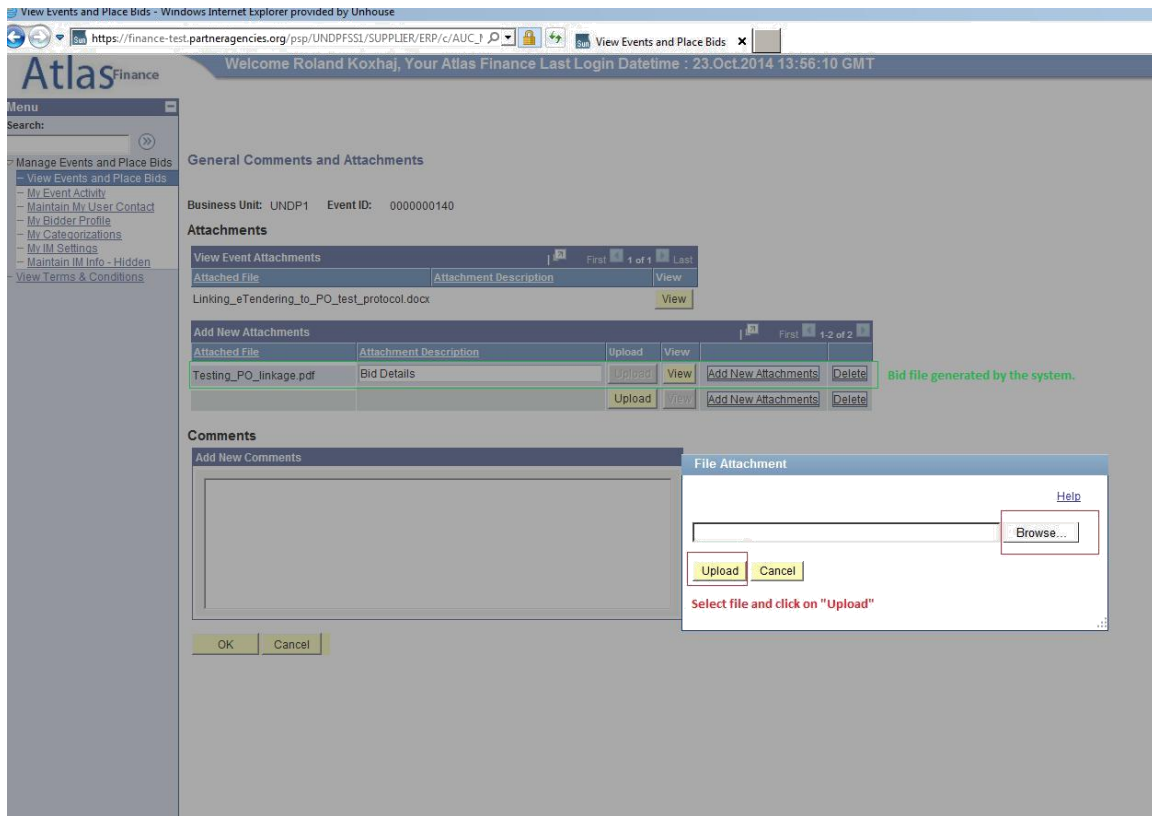 View Events and Place Bids - Windows Internet Explorer provided by Unhouse
https://finance-test.partneragencies.org/psp/UNDPFSS1/SUPPLIER/ERP/c/AUC_
View Events and Place Bids
Atlas Finance
Welcome Roland Koxhaj, Your Atlas Finance Last Login Datetime : 23.Oct.2014 13:56:10 GMT
Menu
Search:
Manage Events and Place Bids
– View Events and Place Bids
– My Event Activity
– Maintain My User Contact
– My Bidder Profile
– My Categorizations
– My IM Settings
– Maintain IM Info - Hidden
– View Terms & Conditions
General Comments and Attachments
Business Unit: UNDP1 Event ID: 0000000140
Attachments
View Event Attachments First 1 of 1 Last
Attached File Attachment Description View
Linking_eTendering_to_PO_test_protocol.docx View
Add New Attachments First 1-2 of 2
Attached File Attachment Description Upload View
Testing_PO_linkage.pdf Bid Details Upload View Add New Attachments Delete Bid file generated by the system.
Upload View Add New Attachments Delete
Comments
Add New Comments
OK Cancel
File Attachment
Help
Browse...
Upload Cancel
Select file and click on "Upload"